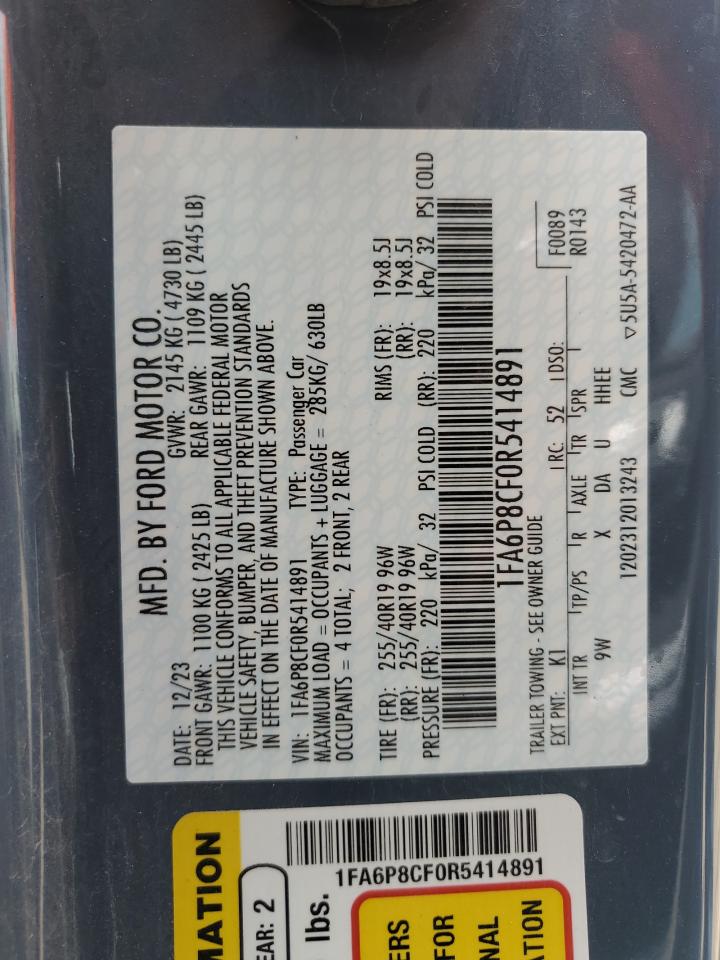 MFD. BY FORD MOTOR CO.
DATE: 12/23 GVWR: 2145 KG ( 4730 LB)
FRONT GAWR: 1100 KG ( 2425 LB) REAR GAWR: 1109 KG ( 2445 LB)
THIS VEHICLE CONFORMS TO ALL APPLICABLE FEDERAL MOTOR
VEHICLE SAFETY, BUMPER, AND THEFT PREVENTION STANDARDS
IN EFFECT ON THE DATE OF MANUFACTURE SHOWN ABOVE.
VIN: 1FA6P8CF0R5414891 TYPE: Passenger Car
MAXIMUM LOAD = OCCUPANTS + LUGGAGE = 285KG/ 630LB
OCCUPANTS = 4 TOTAL; 2 FRONT, 2 REAR
TIRE (FR): 255/40R19 96W RIMS (FR): 19x8.5J
(RR): 255/40R19 96W (RR): 19x8.5J
PRESSURE (FR): 220 kPa/ 32 PSI COLD (RR): 220 kPa/ 32 PSI COLD
1FA6P8CF0R5414891
TRAILER TOWING - SEE OWNER GUIDE
F0089
EXT PNT: K1 RC: 52 DSO: R0143
INT TR TP/PS R AXLE TR SPR
9W X DA U HHEE
1202312013243 CMC ▽5U5A-5420472-AA
MATION
EAR: 2
1FA6P8CF0R5414891
lbs.
ERS
FOR
NAL
ATION